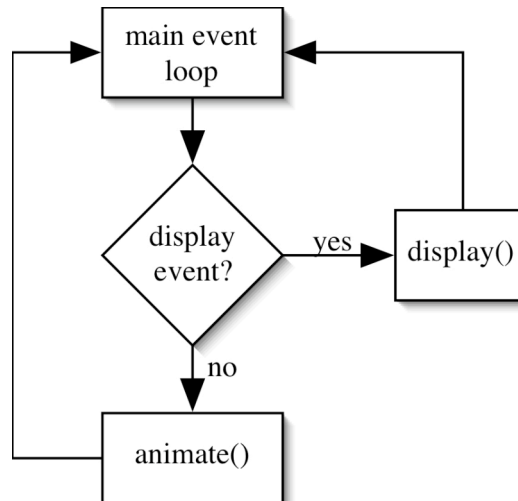 main event
loop
display
event?
yes
display()
no
animate()